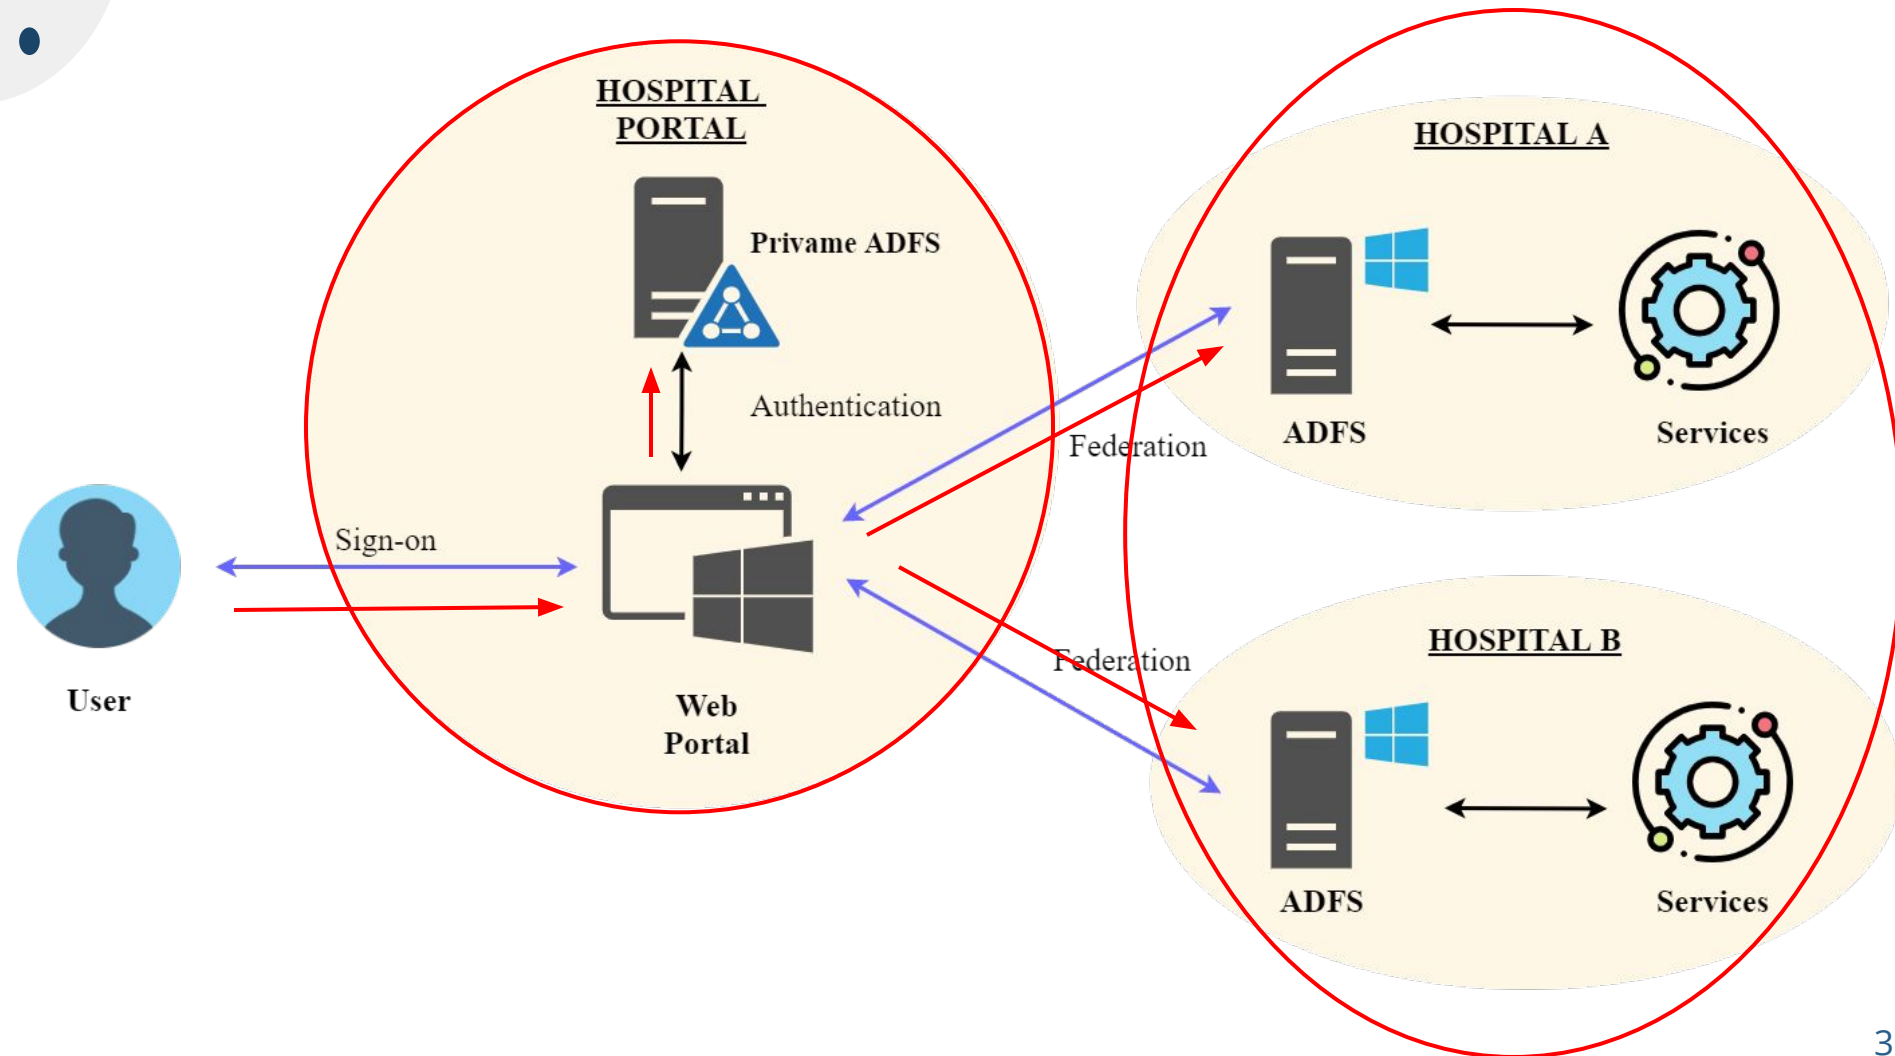 HOSPITAL
PORTAL
Privame ADFS
Authentication
Sign-on
User
Web
Portal
Federation
Federation
HOSPITAL A
ADFS
Services
HOSPITAL B
ADFS
Services
3